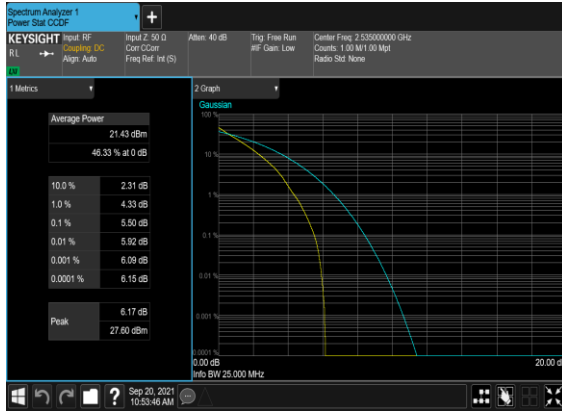 Spectrum Analyzer 1
Power Stat CCDF
+
KEYSIGHT
RL
LU
Input: RF
Coupling: DC
Align: Auto
Input Z: 50 Ω
Corr CCorr
Freq Ref: Int (S)
Atten: 40 dB
Trig: Free Run
#IF Gain: Low
Center Freq: 2.535000000 GHz
Counts: 1.00 M/1.00 Mpt
Radio Std: None
1 Metrics
Average Power
21.43 dBm
46.33 % at 0 dB
10.0 % 2.31 dB
1.0 % 4.33 dB
0.1 % 5.50 dB
0.01 % 5.92 dB
0.001 % 6.09 dB
0.0001 % 6.15 dB
Peak
6.17 dB
27.60 dBm
2 Graph
Gaussian
100 %
10 %
1 %
0.1 %
0.01 %
0.001 %
0.0001 %
0.00 dB
20.00 d
Info BW 25.000 MHz
?
Sep 20, 2021
10:53:46 AM